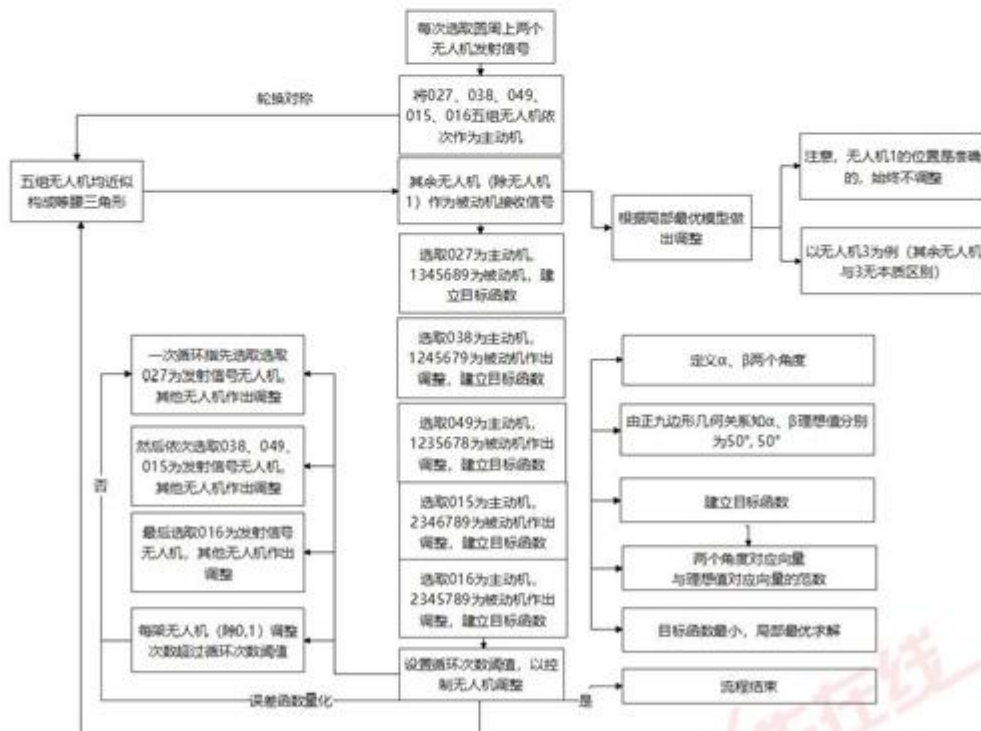 每次选取圆周上两个
无人机发射信号
轮换对称
将027、038、049、
015、016五组无人机依
次作为主动机
五组无人机均近似
构成等腰三角形
其余无人机（除无人机
1）作为被动机接收信号
注意，无人机1的位置是准确
的，始终不调整
根据局部最优模型做
出调整
以无人机3为例（其余无人机
与3无本质区别）
选取027为主动机，
1345689为被动机，建
立目标函数
选取038为主动机，
1245679为被动机作出
调整，建立目标函数
选取049为主动机，
1235678为被动机作出
调整，建立目标函数
选取015为主动机，
2346789为被动机作出
调整，建立目标函数
选取016为主动机，
2345789为被动机作出
调整，建立目标函数
设置循环次数阈值，以控
制无人机调整
一次循环指先选取选取
027为发射信号无人机，
其他无人机作出调整
然后依次选取038、049、
015为发射信号无人机，
其他无人机作出调整
否
最后选取016为发射信号
无人机，其他无人机作出
调整
每架无人机（除0,1）调整
次数超过循环次数阈值
定义α、β两个角度
由正九边形几何关系知α、β理想值分别
为50°, 50°
建立目标函数
两个角度对应向量
与理想值对应向量的范数
目标函数最小，局部最优求解
误差函数量化
是
流程结束
在线